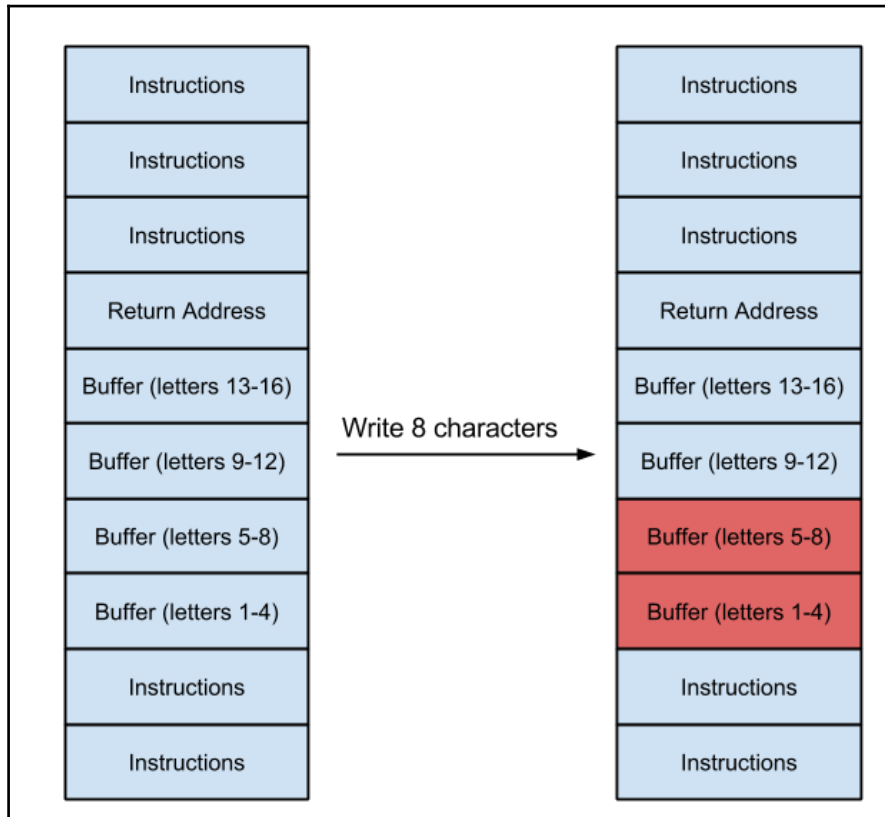 Instructions
Instructions
Instructions
Return Address
Buffer (letters 13-16)
Buffer (letters 9-12)
Buffer (letters 5-8)
Buffer (letters 1-4)
Instructions
Instructions
Write 8 characters
Instructions
Instructions
Instructions
Return Address
Buffer (letters 13-16)
Buffer (letters 9-12)
Buffer (letters 5-8)
Buffer (letters 1-4)
Instructions
Instructions